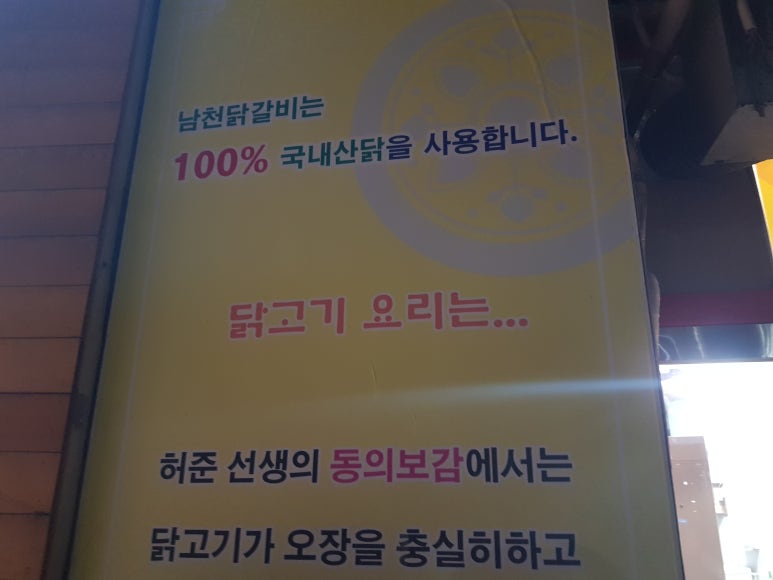 남천닭갈비는
100% 국내산닭을 사용합니다.
닭고기 요리는...
허준 선생의 동의보감에서는
닭고기가 오장을 충실히하고